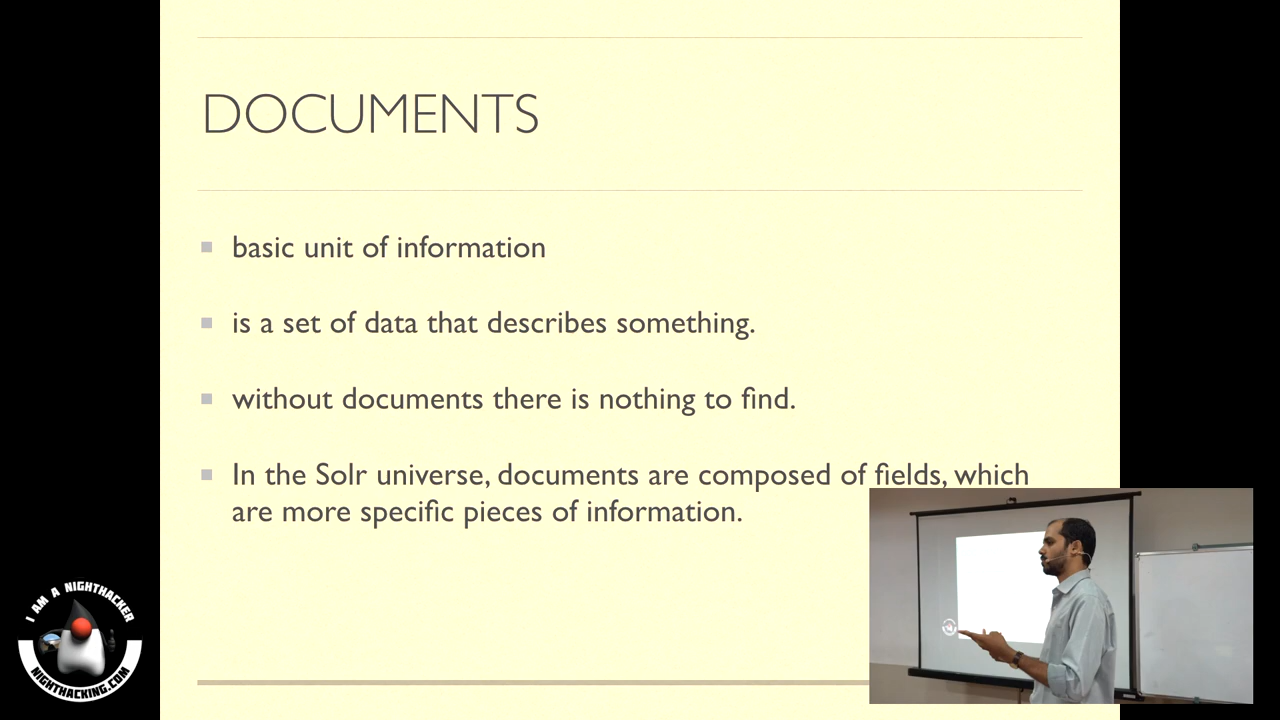 DOCUMENTS
basic unit of information
is a set of data that describes something.
without documents there is nothing to find.
In the Solr universe, documents are composed of fields, which
are more specific pieces of information.
I AM A NIGHTHACKER
NIGHTHACKING.COM